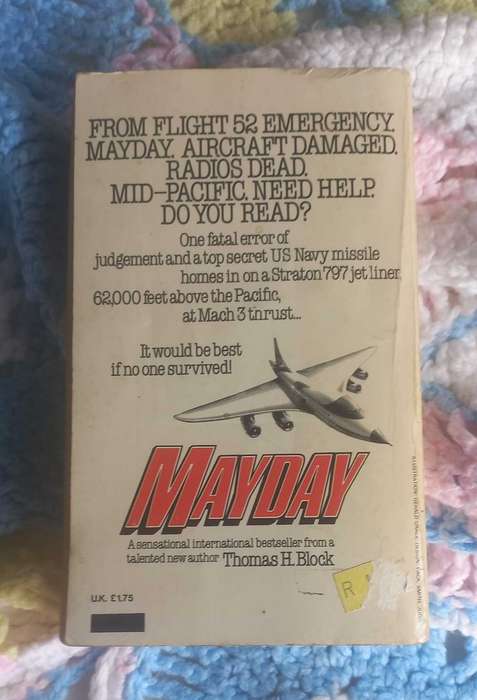 FROM FLIGHT 52 EMERGENCY.
MAYDAY. AIRCRAFT DAMAGED.
RADIOS DEAD.
MID-PACIFIC. NEED HELP.
DO YOU READ?
One fatal error of
judgement and a top secret US Navy missile
homes in on a Straton 797 jet liner,
62,000 feet above the Pacific,
at Mach 3 thrust...
It would be best
if no one survived!
MAYDAY
A sensational international bestseller from a
talented new author Thomas H. Block
U.K. £1.75
ILLUSTRATION: